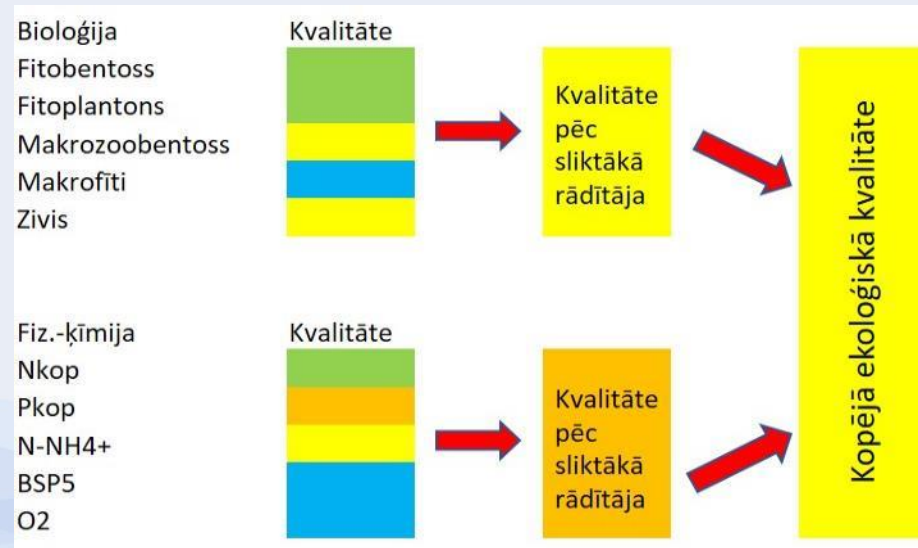 Bioloģija
Kvalitāte
Fitobentoss
Fitoplantons
Makrozoobentoss
Makrofīti
Zivis
Kvalitāte
pēc
sliktākā
rādītāja
Fiz.-ķīmija
Kvalitāte
Nkop
Pkop
N-NH4+
BSP5
O2
Kvalitāte
pēc
sliktākā
rādītāja
Kopējā ekoloģiskā kvalitāte